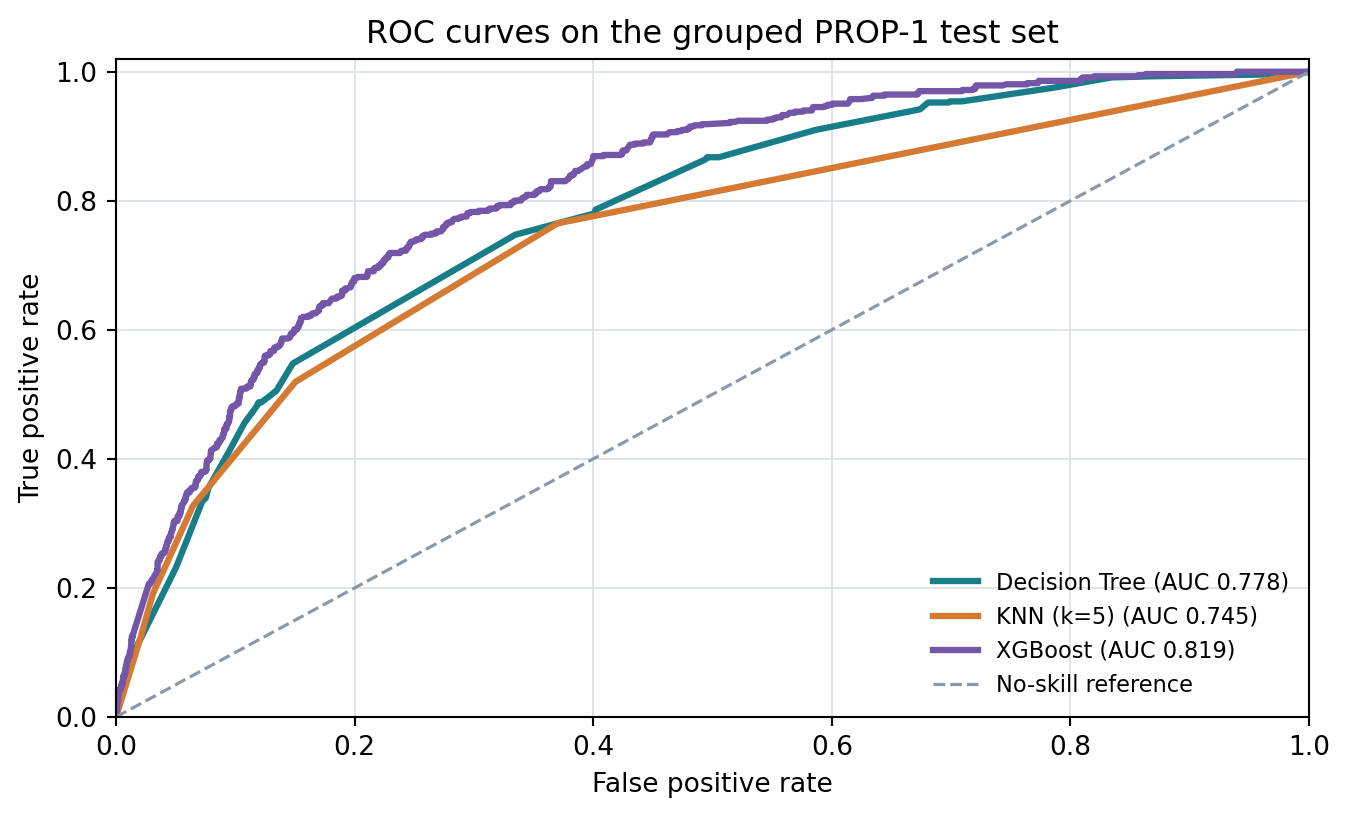 ROC curves on the grouped PROP-1 test set
True positive rate
1.0
0.8
0.6
0.4
0.2
0.0
Decision Tree (AUC 0.778)
KNN (k=5) (AUC 0.745)
XGBoost (AUC 0.819)
No-skill reference
0.0 0.2 0.4 0.6 0.8 1.0
False positive rate